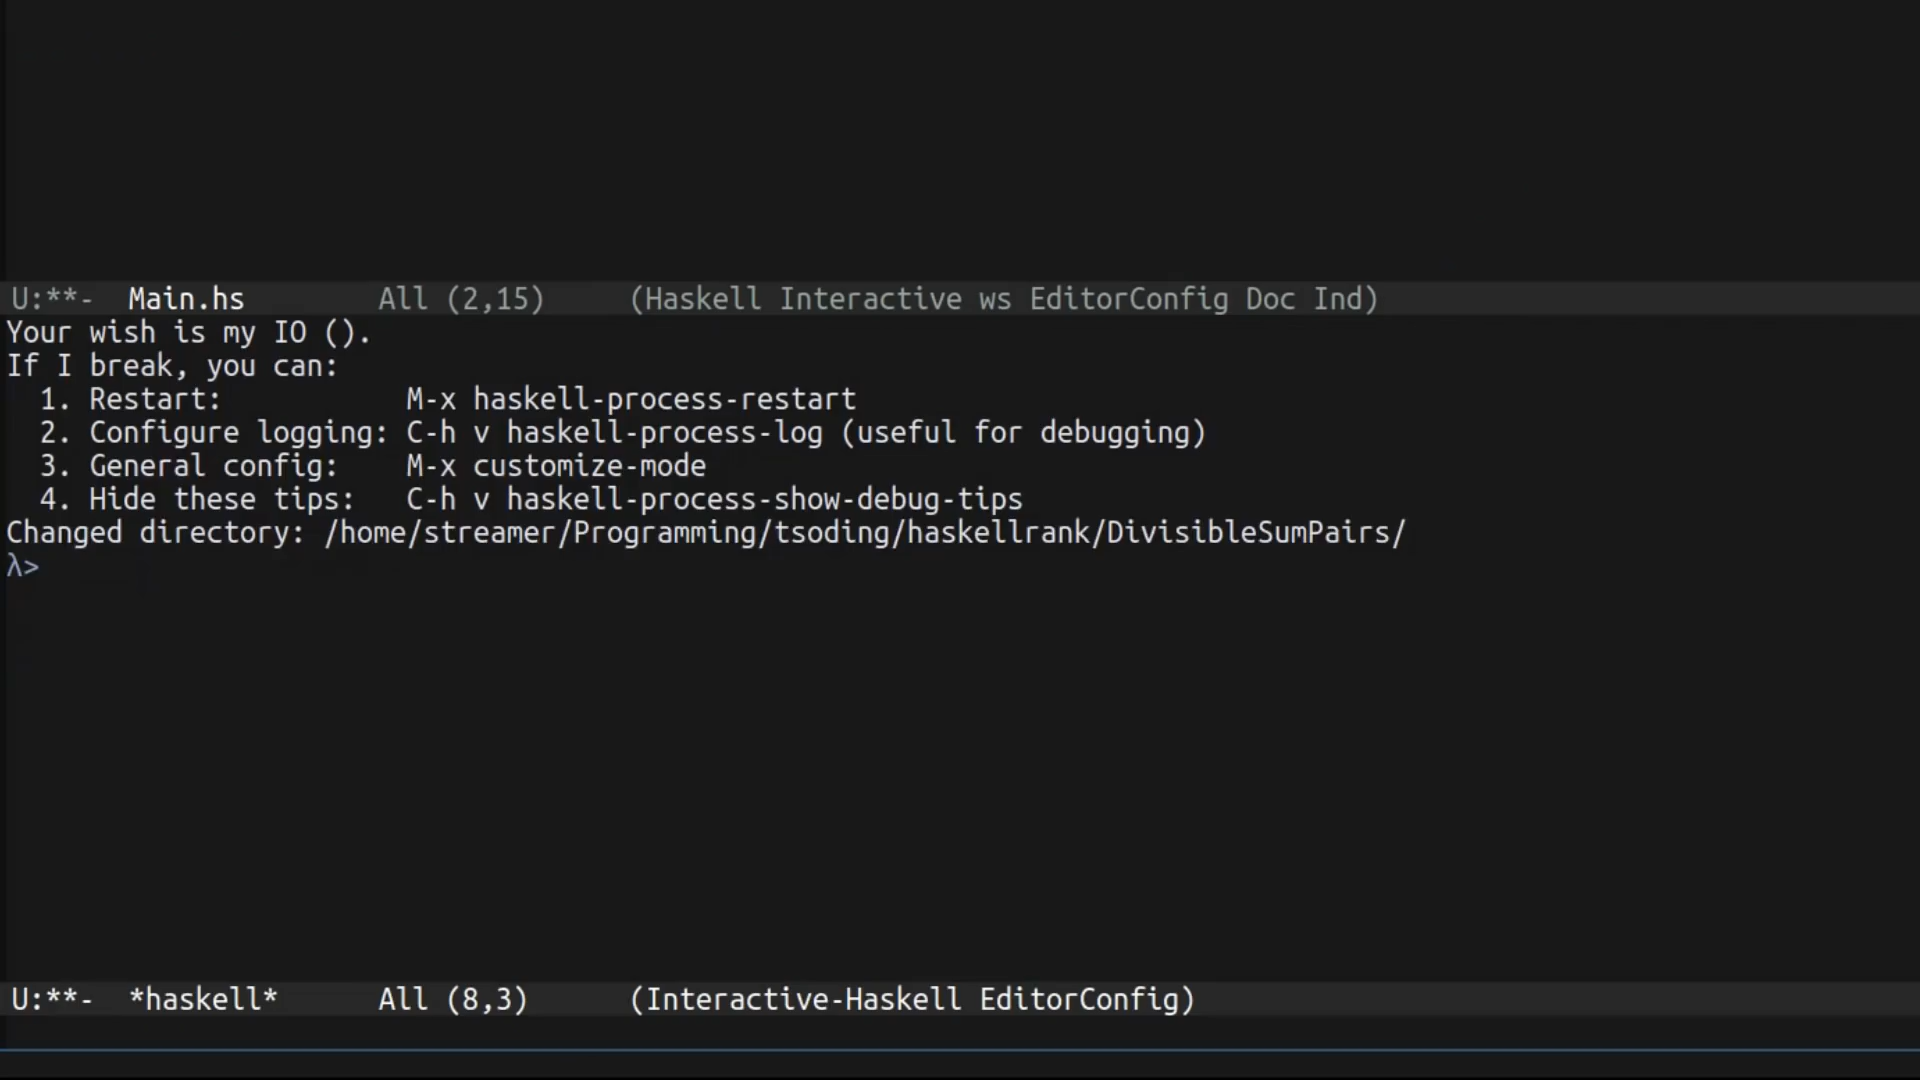 U:**-  Main.hs        All (2,15)     (Haskell Interactive ws EditorConfig Doc Ind)
Your wish is my IO ().
If I break, you can:
  1. Restart:           M-x haskell-process-restart
  2. Configure logging: C-h v haskell-process-log (useful for debugging)
  3. General config:    M-x customize-mode
  4. Hide these tips:   C-h v haskell-process-show-debug-tips
Changed directory: /home/streamer/Programming/tsoding/haskellrank/DivisibleSumPairs/
λ>
U:**-  *haskell*      All (8,3)      (Interactive-Haskell EditorConfig)